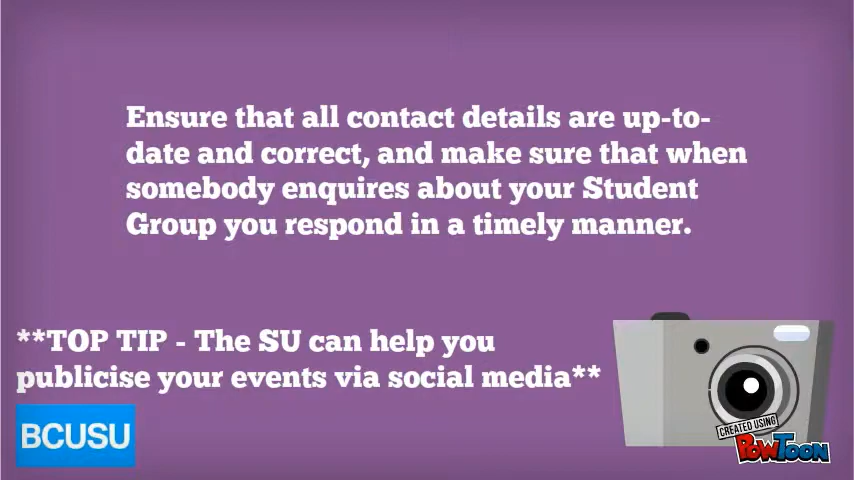 Ensure that all contact details are up-to-
date and correct, and make sure that when
somebody enquires about your Student
Group you respond in a timely manner.
**TOP TIP - The SU can help you
publicise your events via social media**
BCUSU
CREATED USING
POWTOON